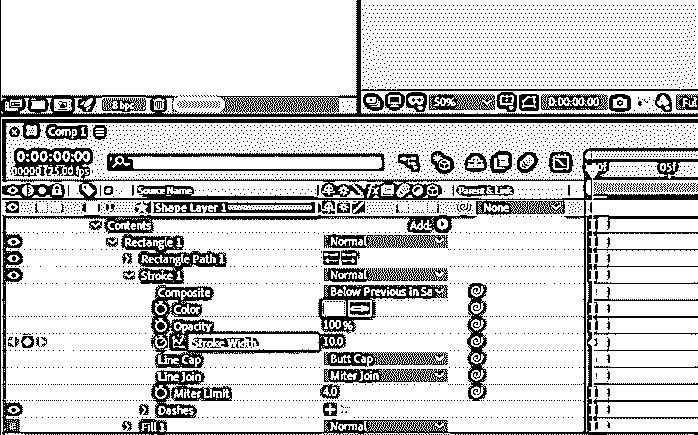 8 bpc
50%
0:00:00:00
Comp 1
0:00:00:00
00000 (25.00 fps)
05f
Source Name
Parent & Link
Shape Layer 1
None
Contents
Add:
Rectangle 1
Normal
Rectangle Path 1
Stroke 1
Normal
Composite
Below Previous in Sa
Color
Opacity
100%
Stroke Width
10.0
Line Cap
Butt Cap
Line Join
Miter Join
Miter Limit
4.0
Dashes
Fill 1
Normal